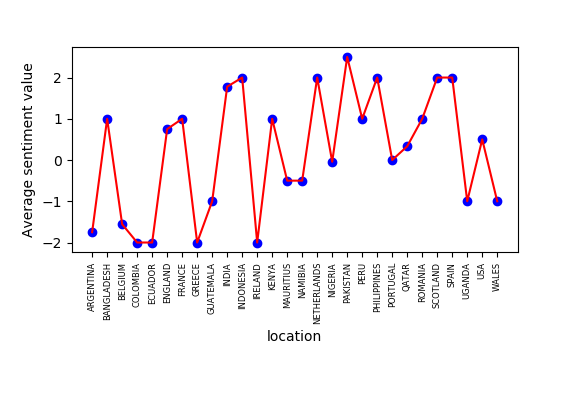 Average sentiment value
2
1
0
−1
−2
ARGENTINA
BANGLADESH
BELGIUM
COLOMBIA
ECUADOR
ENGLAND
FRANCE
GREECE
GUATEMALA
INDIA
INDONESIA
IRELAND
KENYA
MAURITIUS
NAMIBIA
NETHERLANDS
NIGERIA
PAKISTAN
PERU
PHILIPPINES
PORTUGAL
QATAR
ROMANIA
SCOTLAND
SPAIN
UGANDA
USA
WALES
location